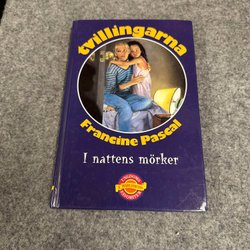 tvillingarna
Francine Pascal
I nattens mörker